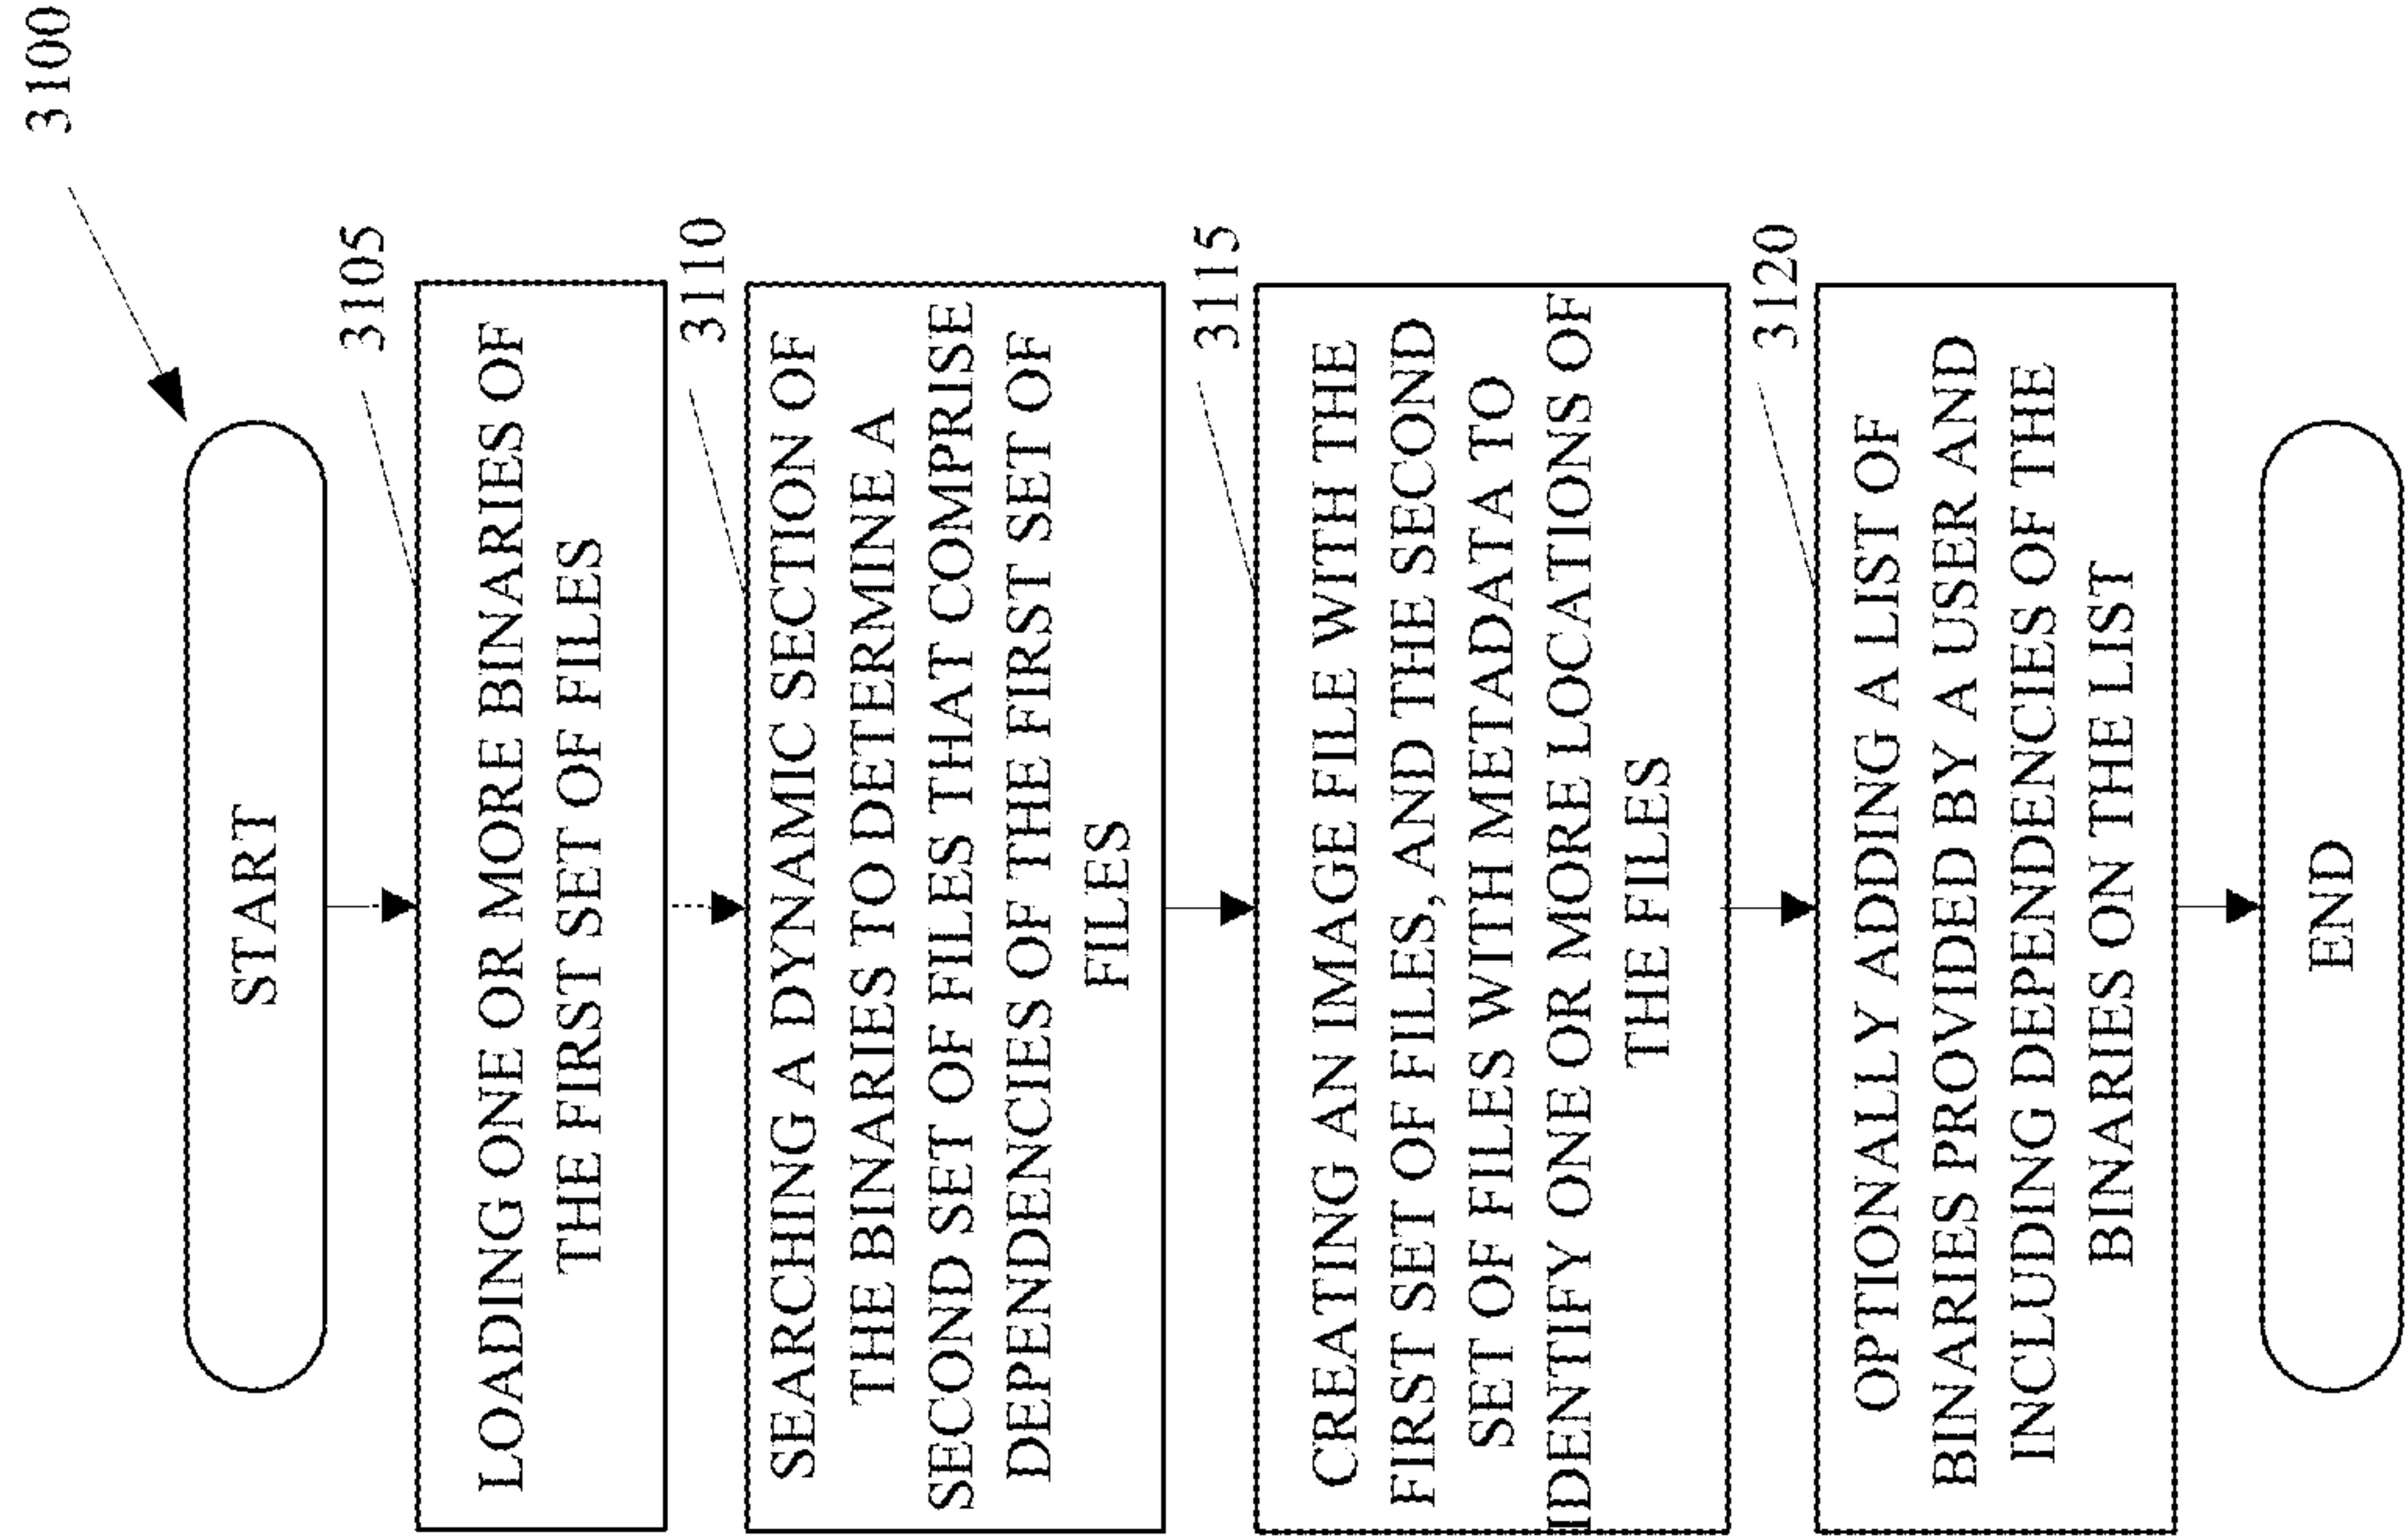 3100
START
3105
LOADING ONE OR MORE BINARIES OF
THE FIRST SET OF FILES
3110
SEARCHING A DYNAMIC SECTION OF
THE BINARIES TO DETERMINE A
SECOND SET OF FILES THAT COMPRISE
DEPENDENCIES OF THE FIRST SET OF
FILES
3115
CREATING AN IMAGE FILE WITH THE
FIRST SET OF FILES, AND THE SECOND
SET OF FILES WITH METADATA TO
IDENTIFY ONE OR MORE LOCATIONS OF
THE FILES
3120
OPTIONALLY ADDING A LIST OF
BINARIES PROVIDED BY A USER AND
INCLUDING DEPENDENCIES OF THE
BINARIES ON THE LIST
END